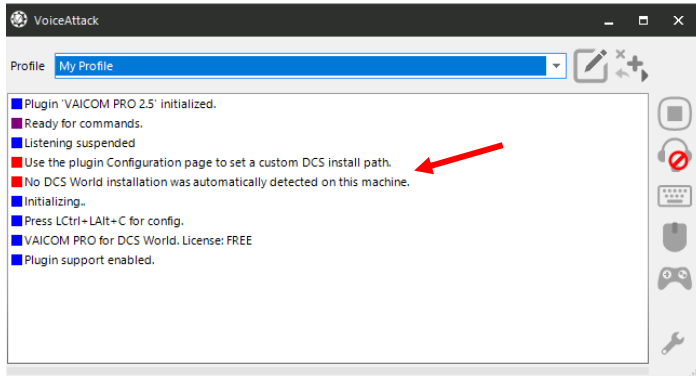 VoiceAttack
Profile My Profile
Plugin 'VAICOM PRO 2.5' initialized.
Ready for commands.
Listening suspended
Use the plugin Configuration page to set a custom DCS install path.
No DCS World installation was automatically detected on this machine.
Initializing..
Press LCtrl+LAlt+C for config.
VAICOM PRO for DCS World. License: FREE
Plugin support enabled.